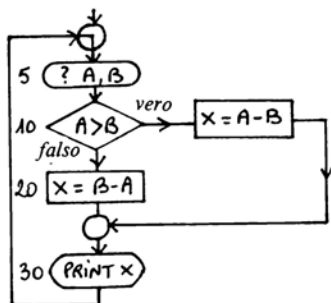 5 ? A,B
10 A>B vero X=A-B
falso
20 X=B-A
30 PRINT X